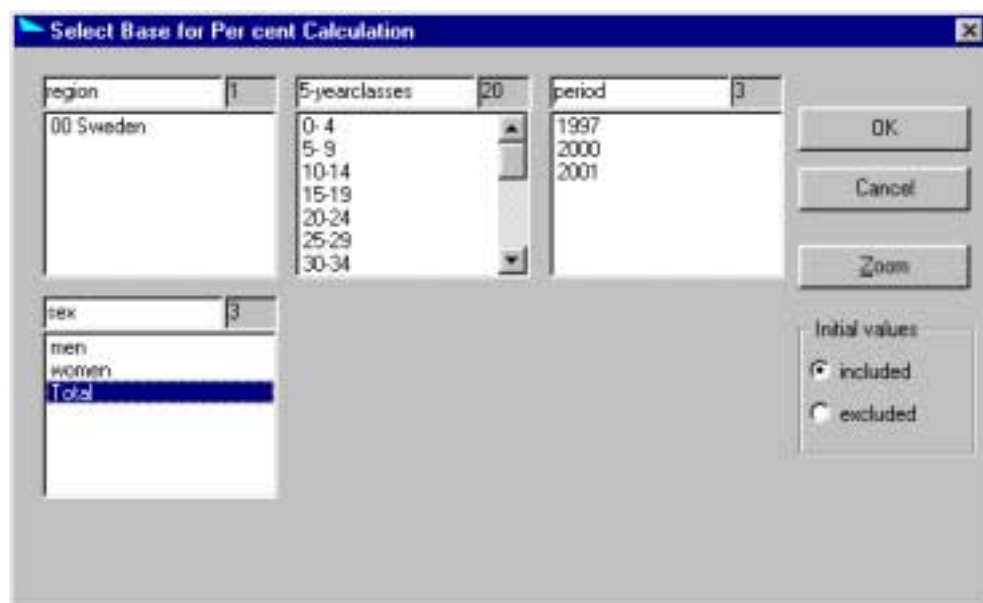 Select Base for Per cent Calculation
region 1
00 Sweden
5-yearclasses 20
0- 4
5- 9
10-14
15-19
20-24
25-29
30-34
period 3
1997
2000
2001
OK
Cancel
Zoom
sex 3
men
women
Total
Initial values
included
excluded